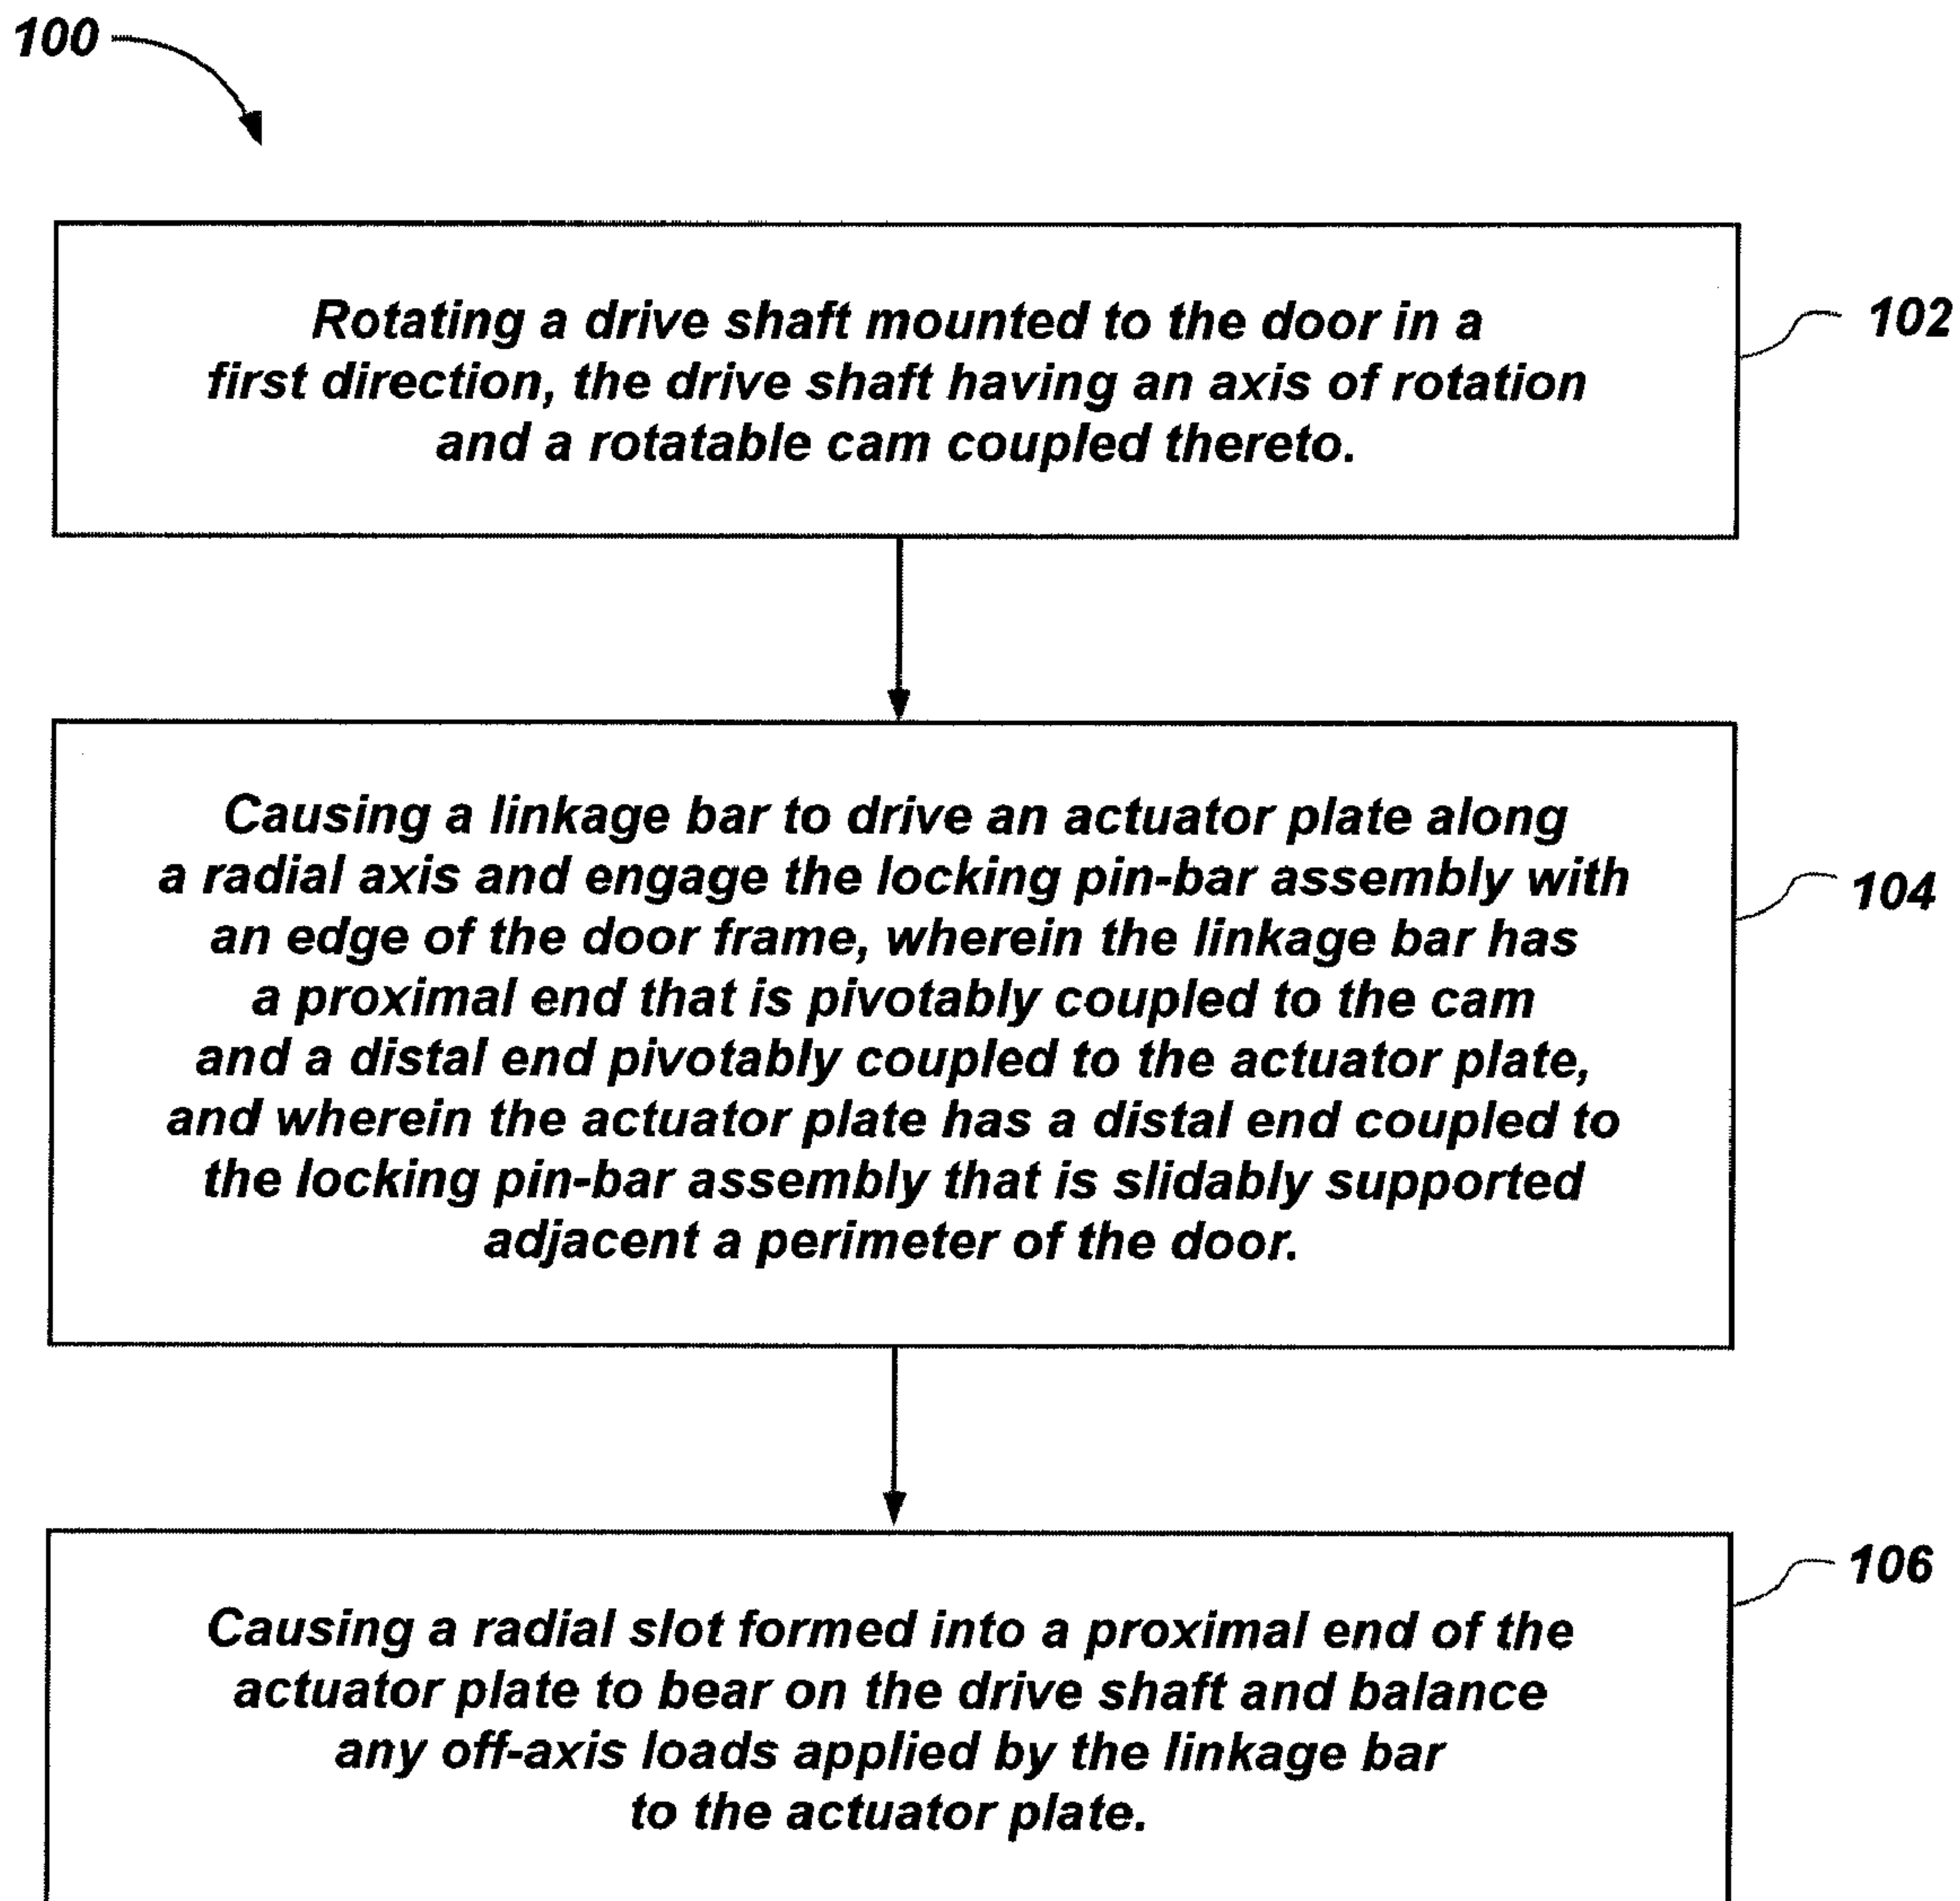 100
Rotating a drive shaft mounted to the door in a
first direction, the drive shaft having an axis of rotation
and a rotatable cam coupled thereto.
102
Causing a linkage bar to drive an actuator plate along
a radial axis and engage the locking pin-bar assembly with
an edge of the door frame, wherein the linkage bar has
a proximal end that is pivotably coupled to the cam
and a distal end pivotably coupled to the actuator plate,
and wherein the actuator plate has a distal end coupled to
the locking pin-bar assembly that is slidably supported
adjacent a perimeter of the door.
104
Causing a radial slot formed into a proximal end of the
actuator plate to bear on the drive shaft and balance
any off-axis loads applied by the linkage bar
to the actuator plate.
106